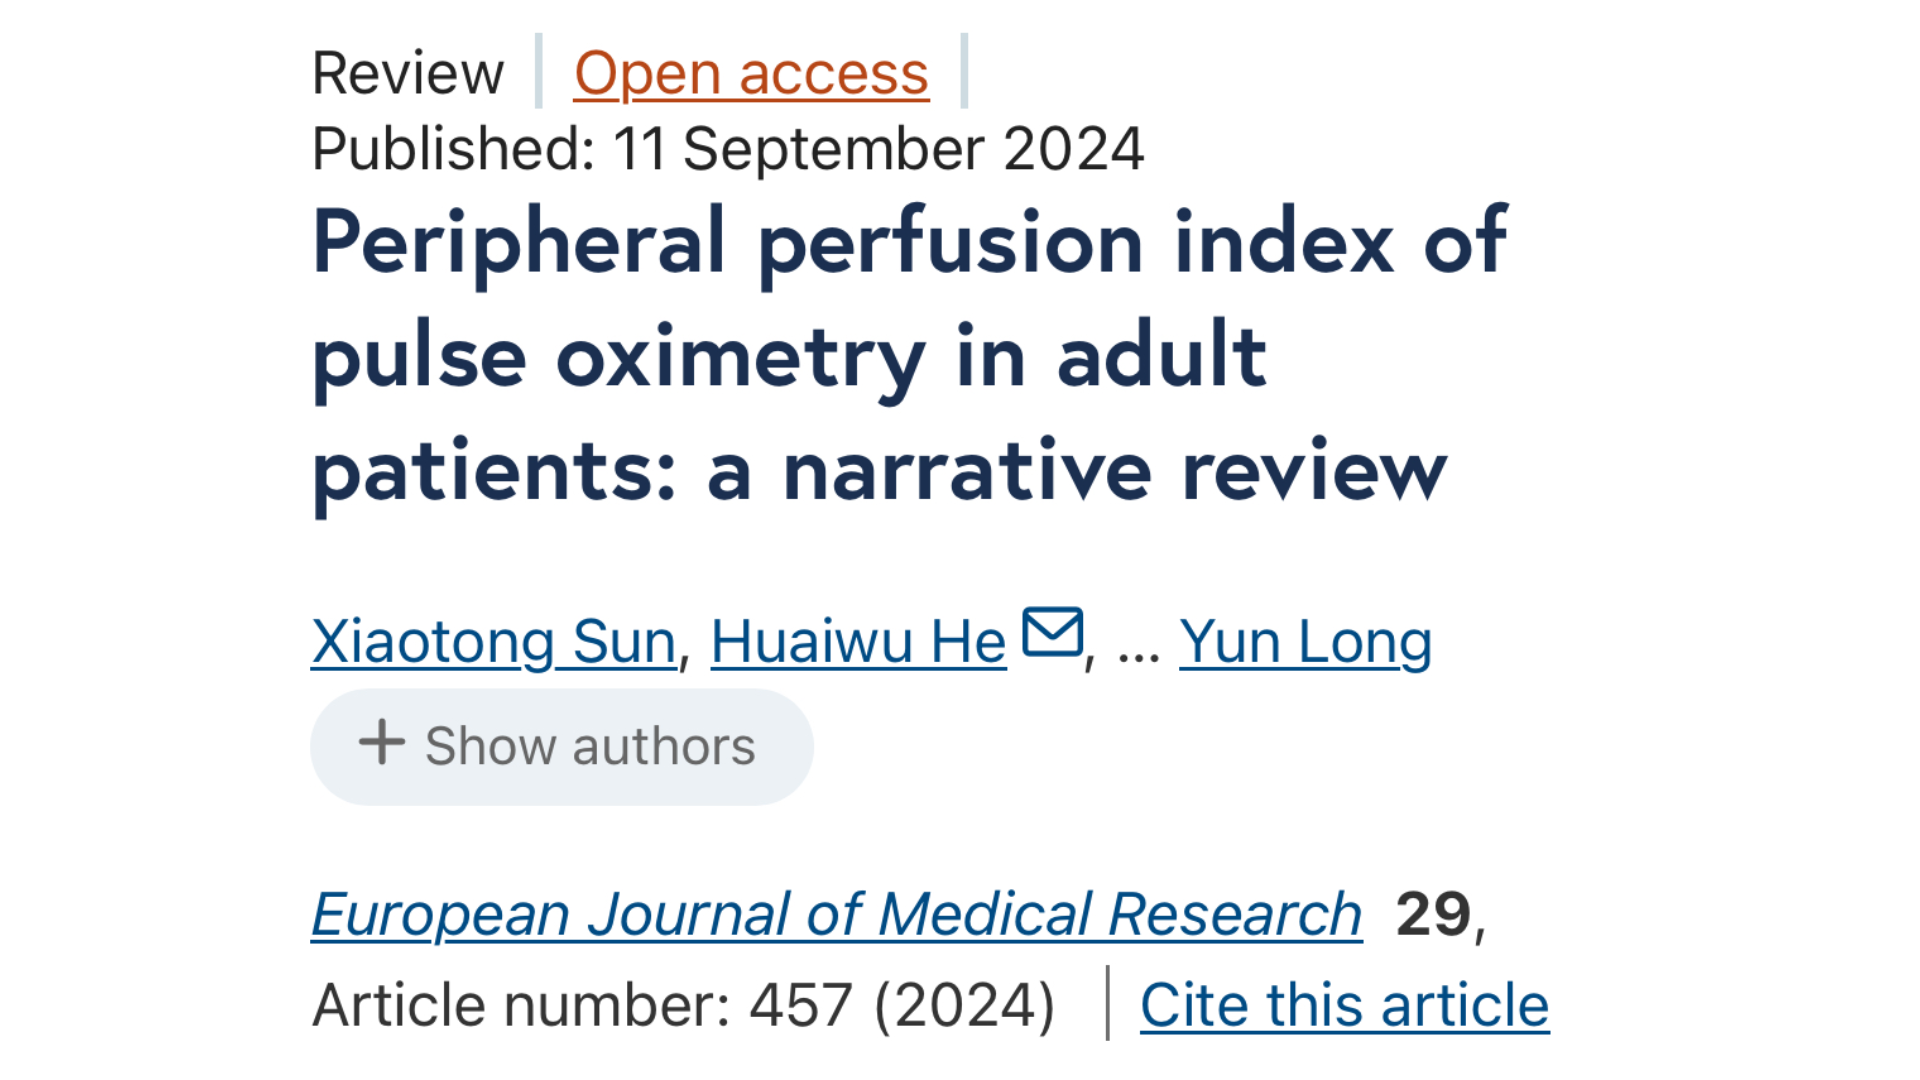 Review | Open access |
Published: 11 September 2024
Peripheral perfusion index of
pulse oximetry in adult
patients: a narrative review
Xiaotong Sun, Huaiwu He, ... Yun Long
+ Show authors
European Journal of Medical Research 29,
Article number: 457 (2024) | Cite this article